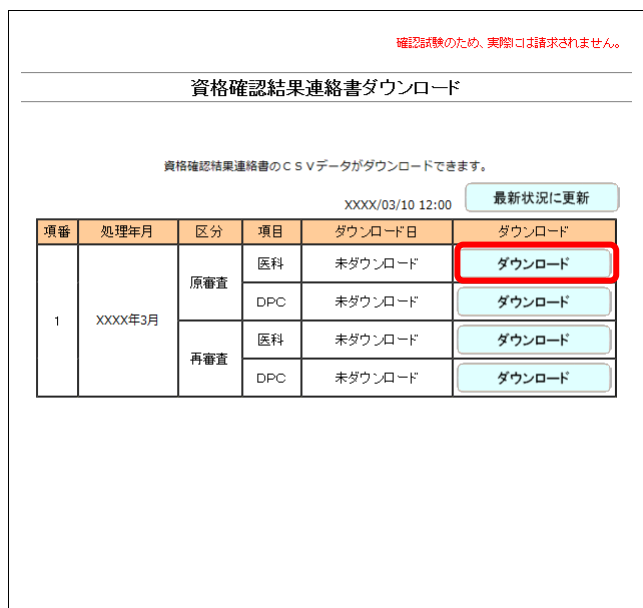 確認試験のため、実際には請求されません。
資格確認結果連絡書ダウンロード
資格確認結果連絡書のＣＳＶデータがダウンロードできます。
XXXX/03/10 12:00 最新状況に更新
項番 処理年月 区分 項目 ダウンロード日 ダウンロード
1 XXXX年3月 原審査 医科 未ダウンロード ダウンロード
DPC 未ダウンロード ダウンロード
再審査 医科 未ダウンロード ダウンロード
DPC 未ダウンロード ダウンロード